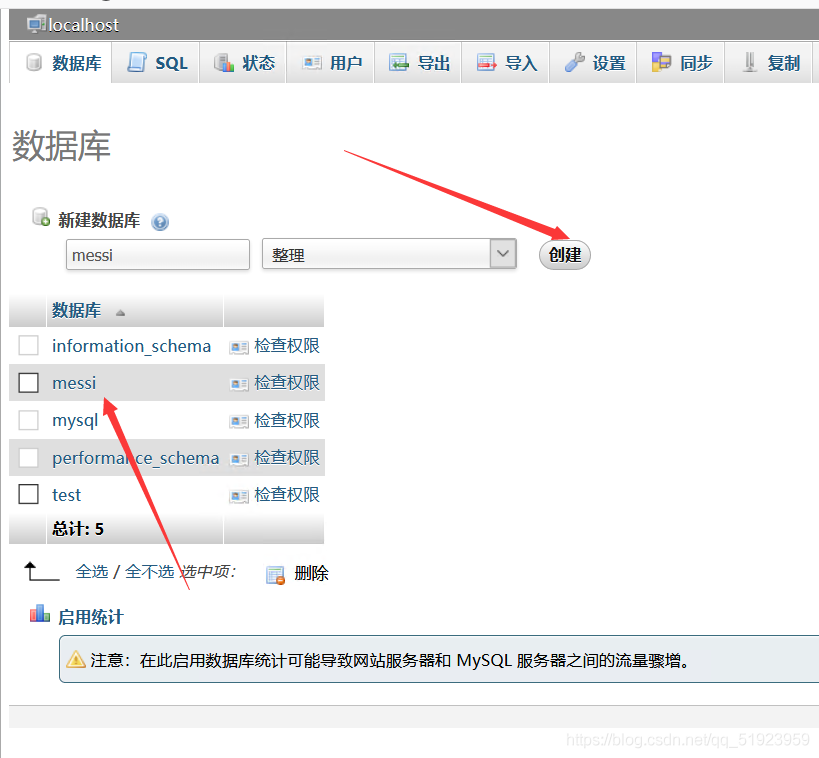 localhost
数据库 SQL 状态 用户 导出 导入 设置 同步 复制
数据库
新建数据库
messi 整理 创建
数据库
information_schema 检查权限
messi 检查权限
mysql 检查权限
performance_schema 检查权限
test 检查权限
总计: 5
全选 / 全不选 选中项: 删除
启用统计
注意：在此启用数据库统计可能导致网站服务器和 MySQL 服务器之间的流量骤增。
https://blog.csdn.net/qq_51923959